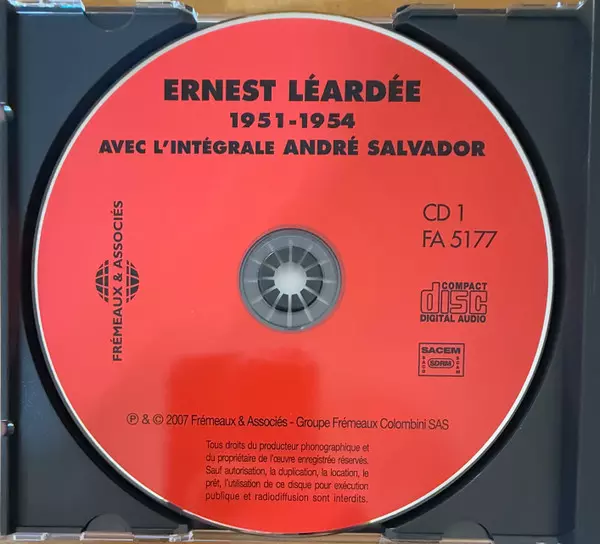 ERNEST LÉARDÉE
1951-1954
AVEC L'INTÉGRALE ANDRÉ SALVADOR
CD 1
FA 5177
FRÉMEAUX & ASSOCIÉS
COMPACT
disc
DIGITAL AUDIO
SACEM
SDRM
℗ & © 2007 Frémeaux & Associés - Groupe Frémeaux Colombini SAS
Tous droits du producteur phonographique et
du propriétaire de l'œuvre enregistrée réservés.
Sauf autorisation, la duplication, la location, le
prêt, l'utilisation de ce disque pour exécution
publique et radiodiffusion sont interdits.